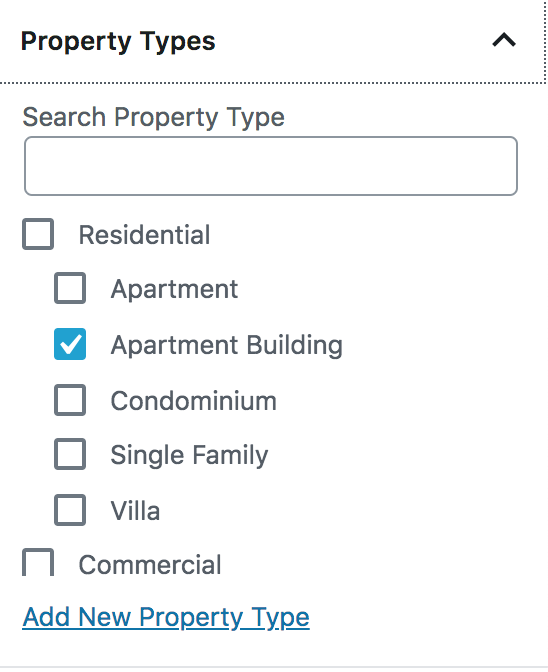 Property Types
Search Property Type
Residential
Apartment
Apartment Building
Condominium
Single Family
Villa
Commercial
Add New Property Type